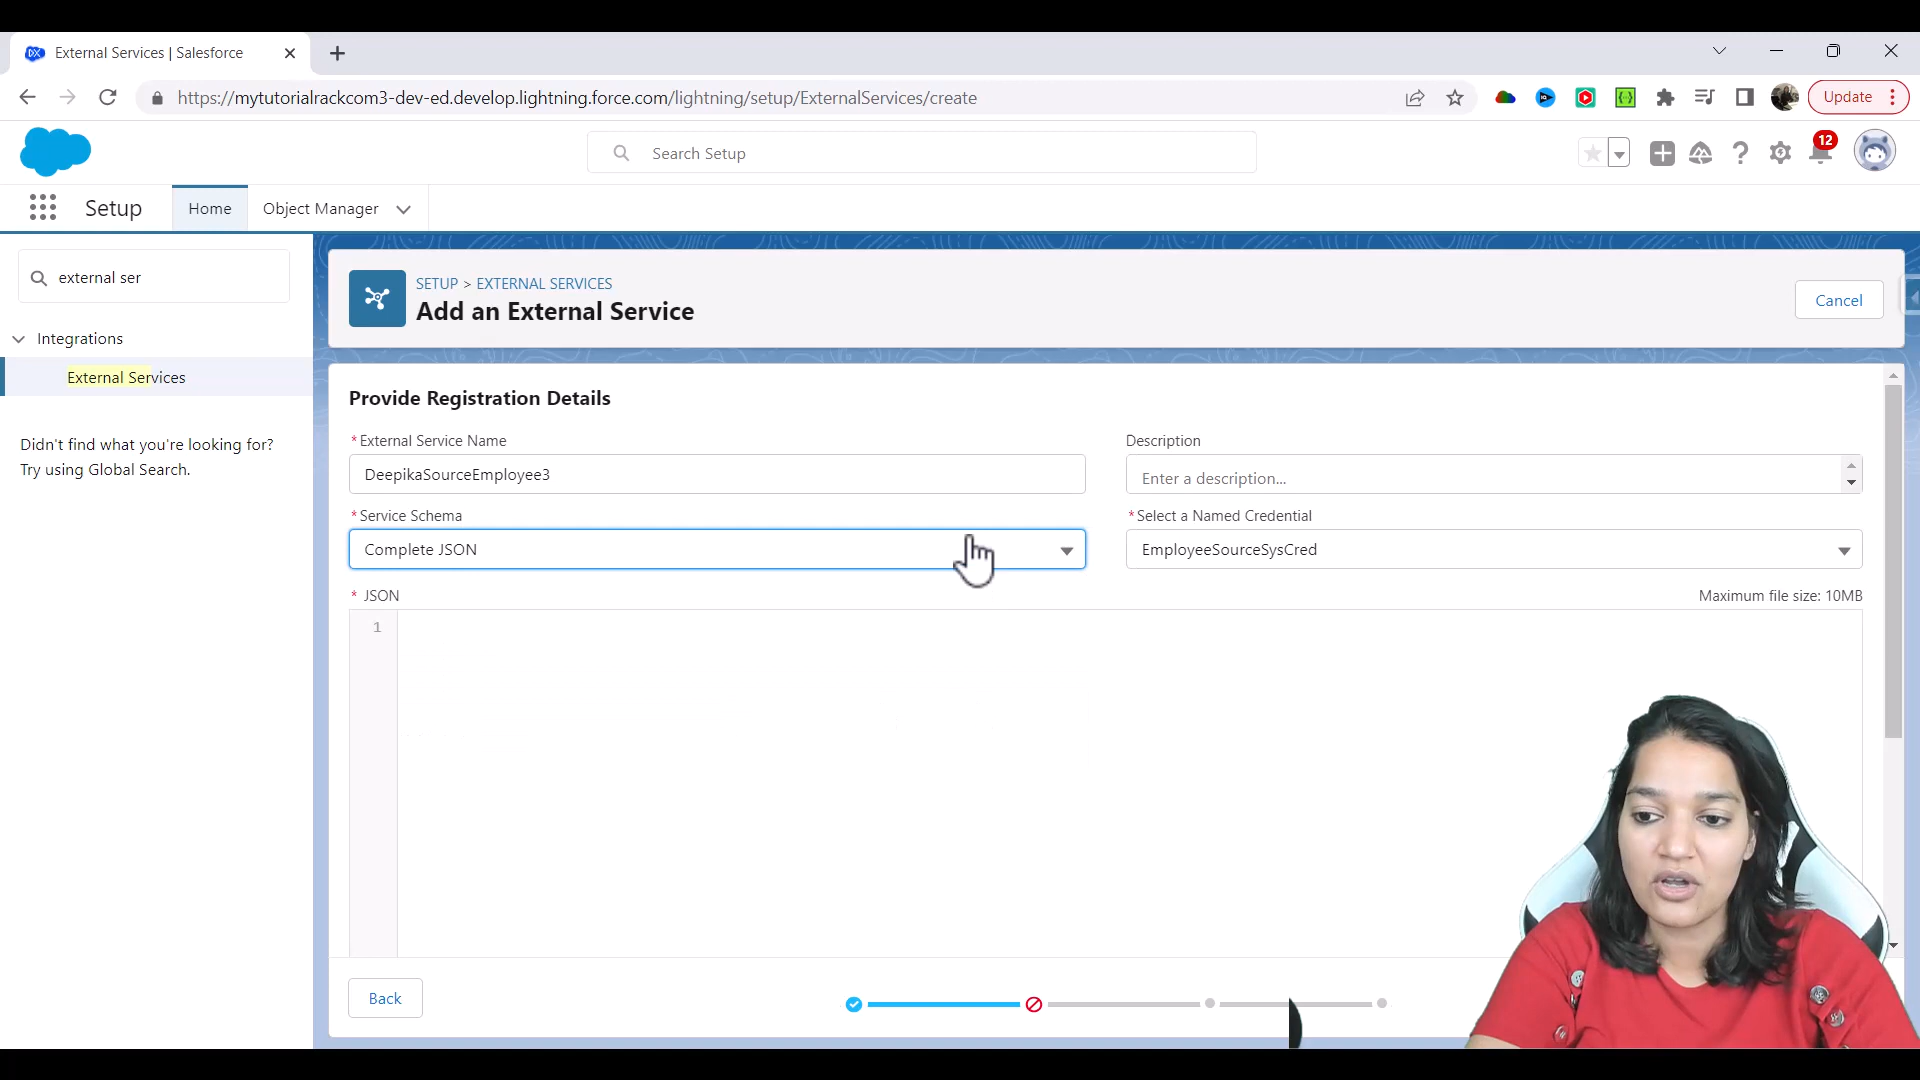 External Services | Salesforce
https://mytutorialrackcom3-dev-ed.develop.lightning.force.com/lightning/setup/ExternalServices/create
Update
Search Setup
12
Setup
Home
Object Manager
external ser
Integrations
External Services
Didn't find what you're looking for?
Try using Global Search.
SETUP > EXTERNAL SERVICES
Add an External Service
Cancel
Provide Registration Details
* External Service Name
Description
DeepikaSourceEmployee3
Enter a description...
* Service Schema
* Select a Named Credential
Complete JSON
EmployeeSourceSysCred
* JSON
Maximum file size: 10MB
1
Back